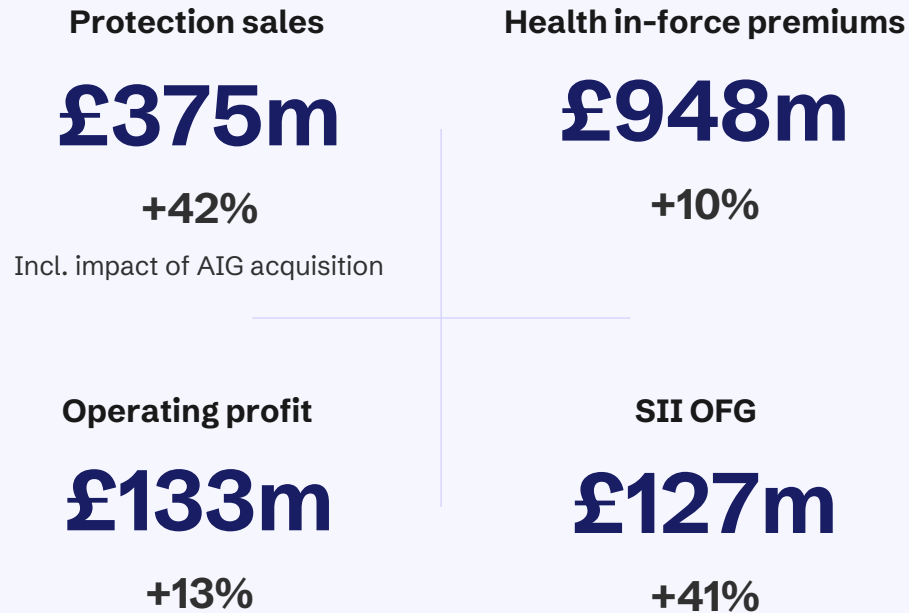 Protection sales
£375m
+42%
Incl. impact of AIG acquisition
Health in-force premiums
£948m
+10%
Operating profit
£133m
+13%
SII OFG
£127m
+41%